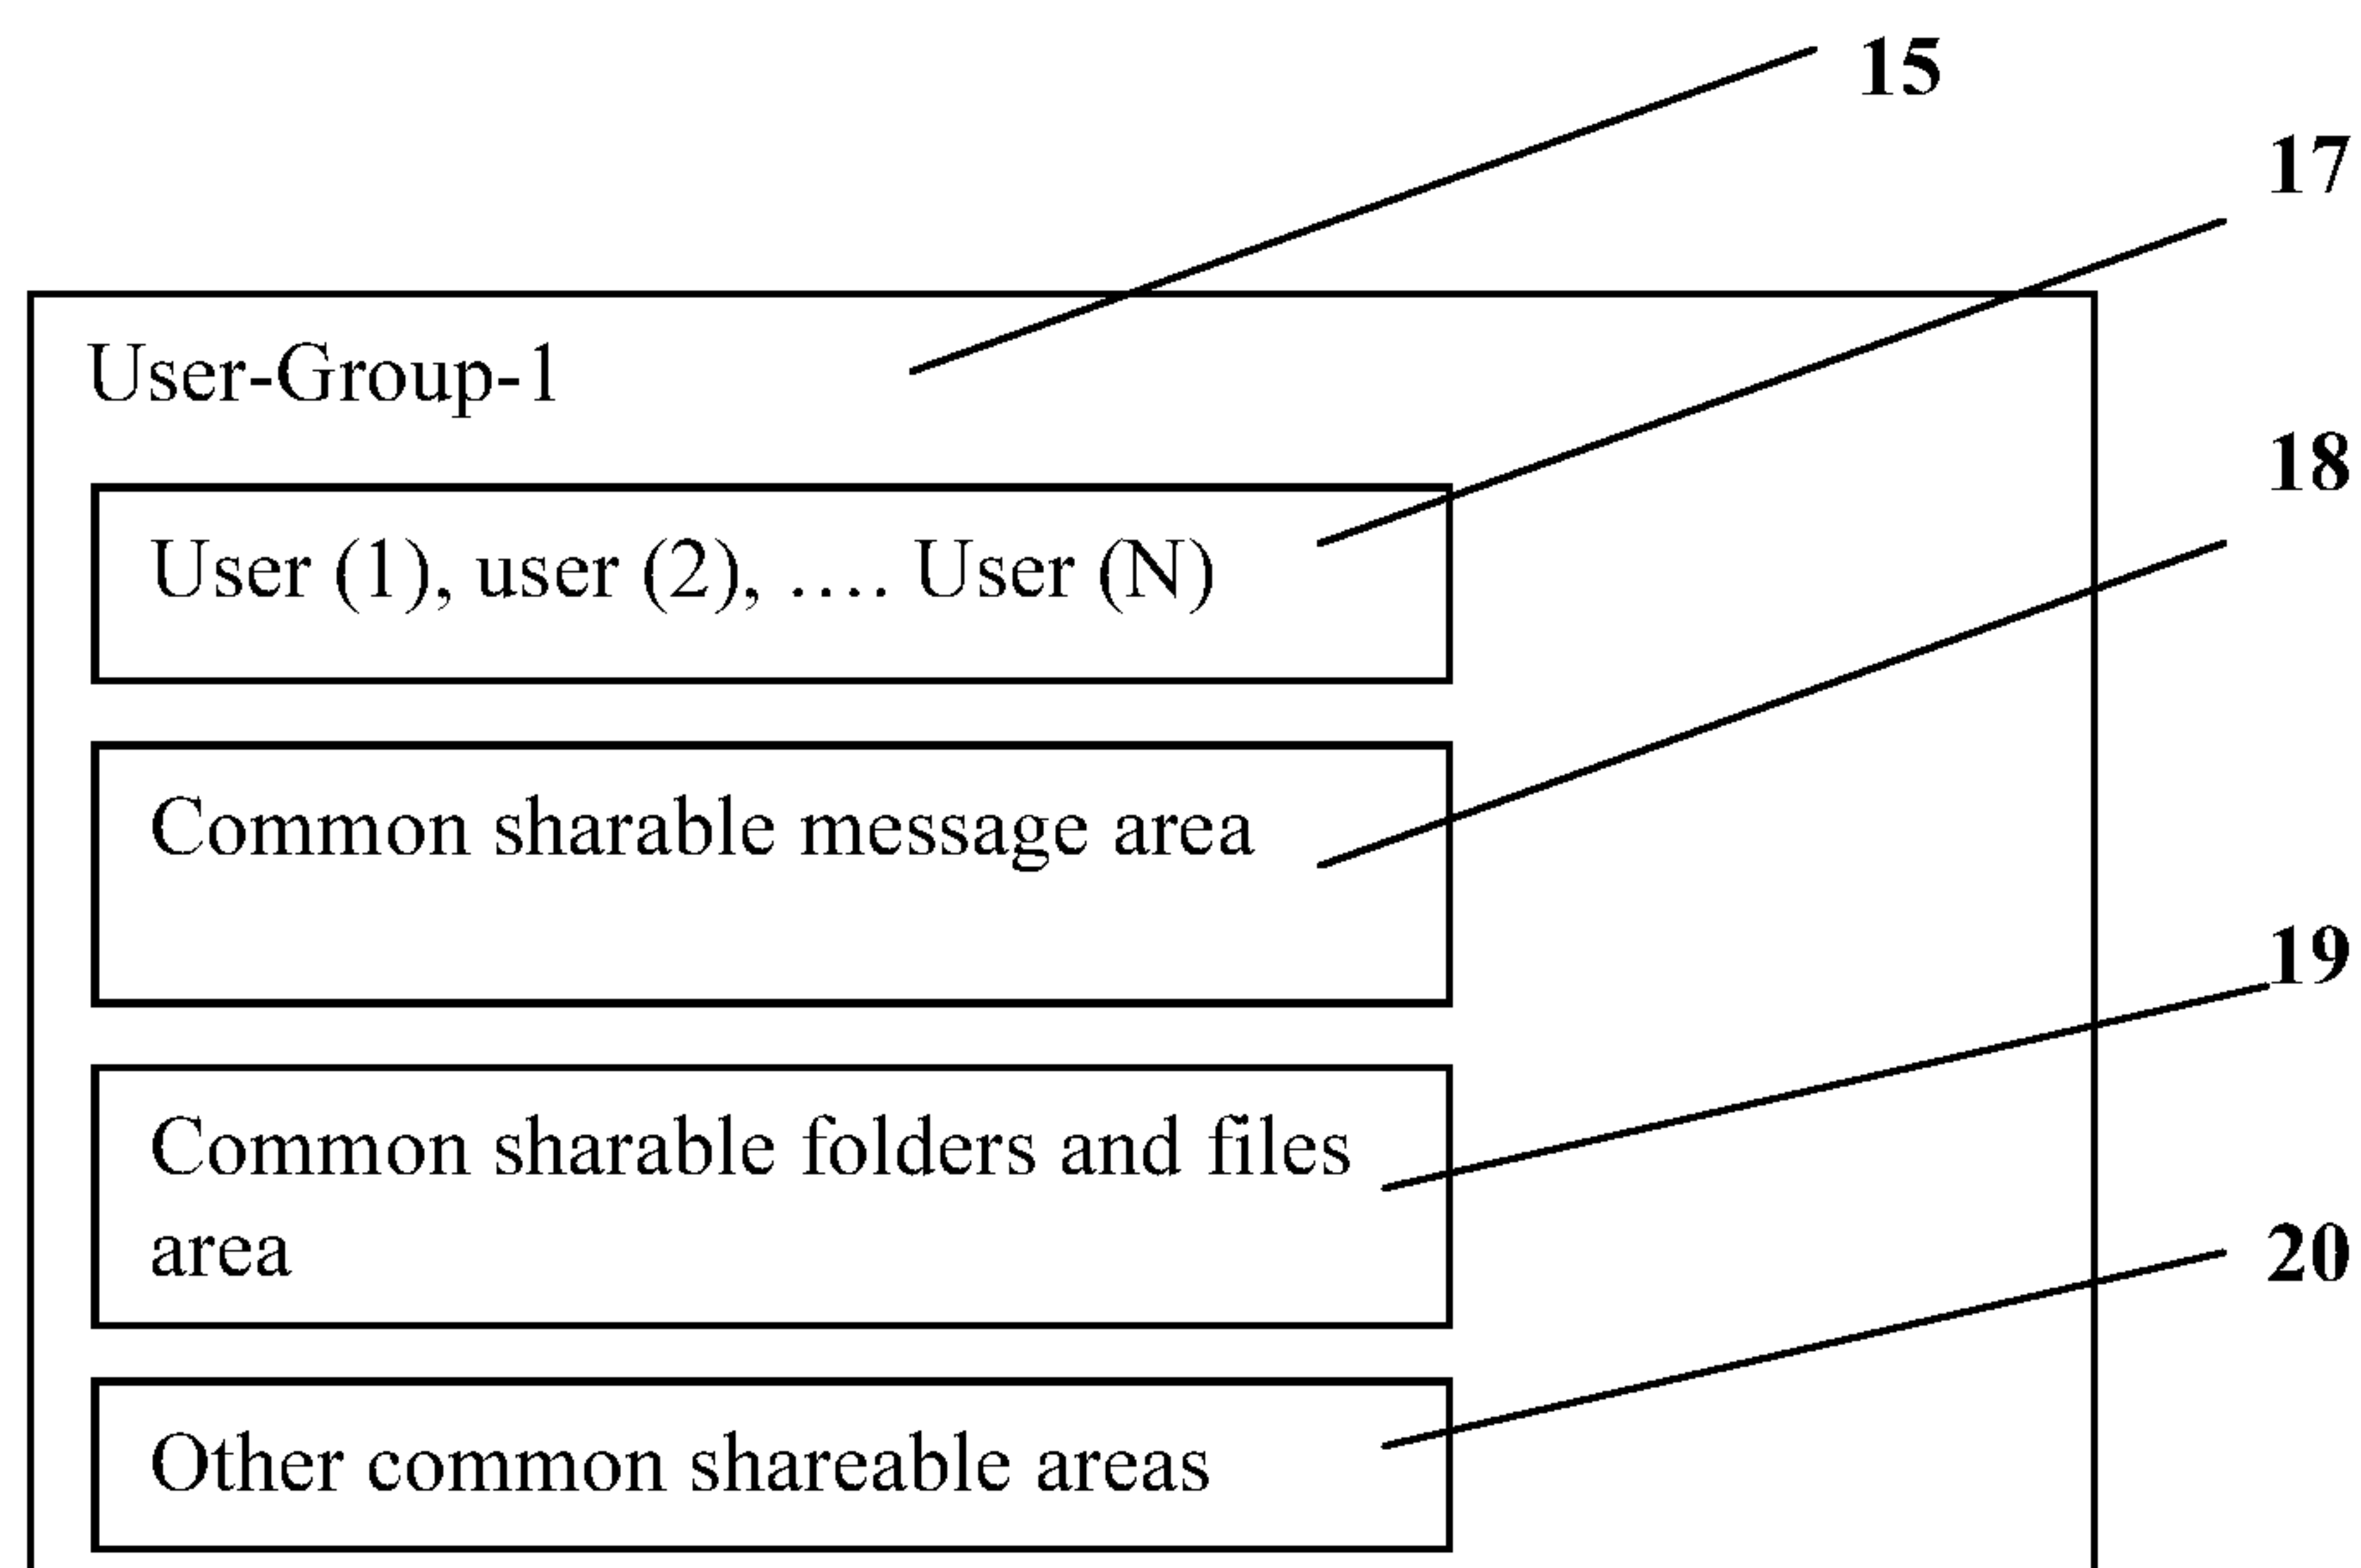 15
17
User-Group-1
18
User (1), user (2), .... User (N)
Common sharable message area
19
Common sharable folders and files
area
20
Other common shareable areas